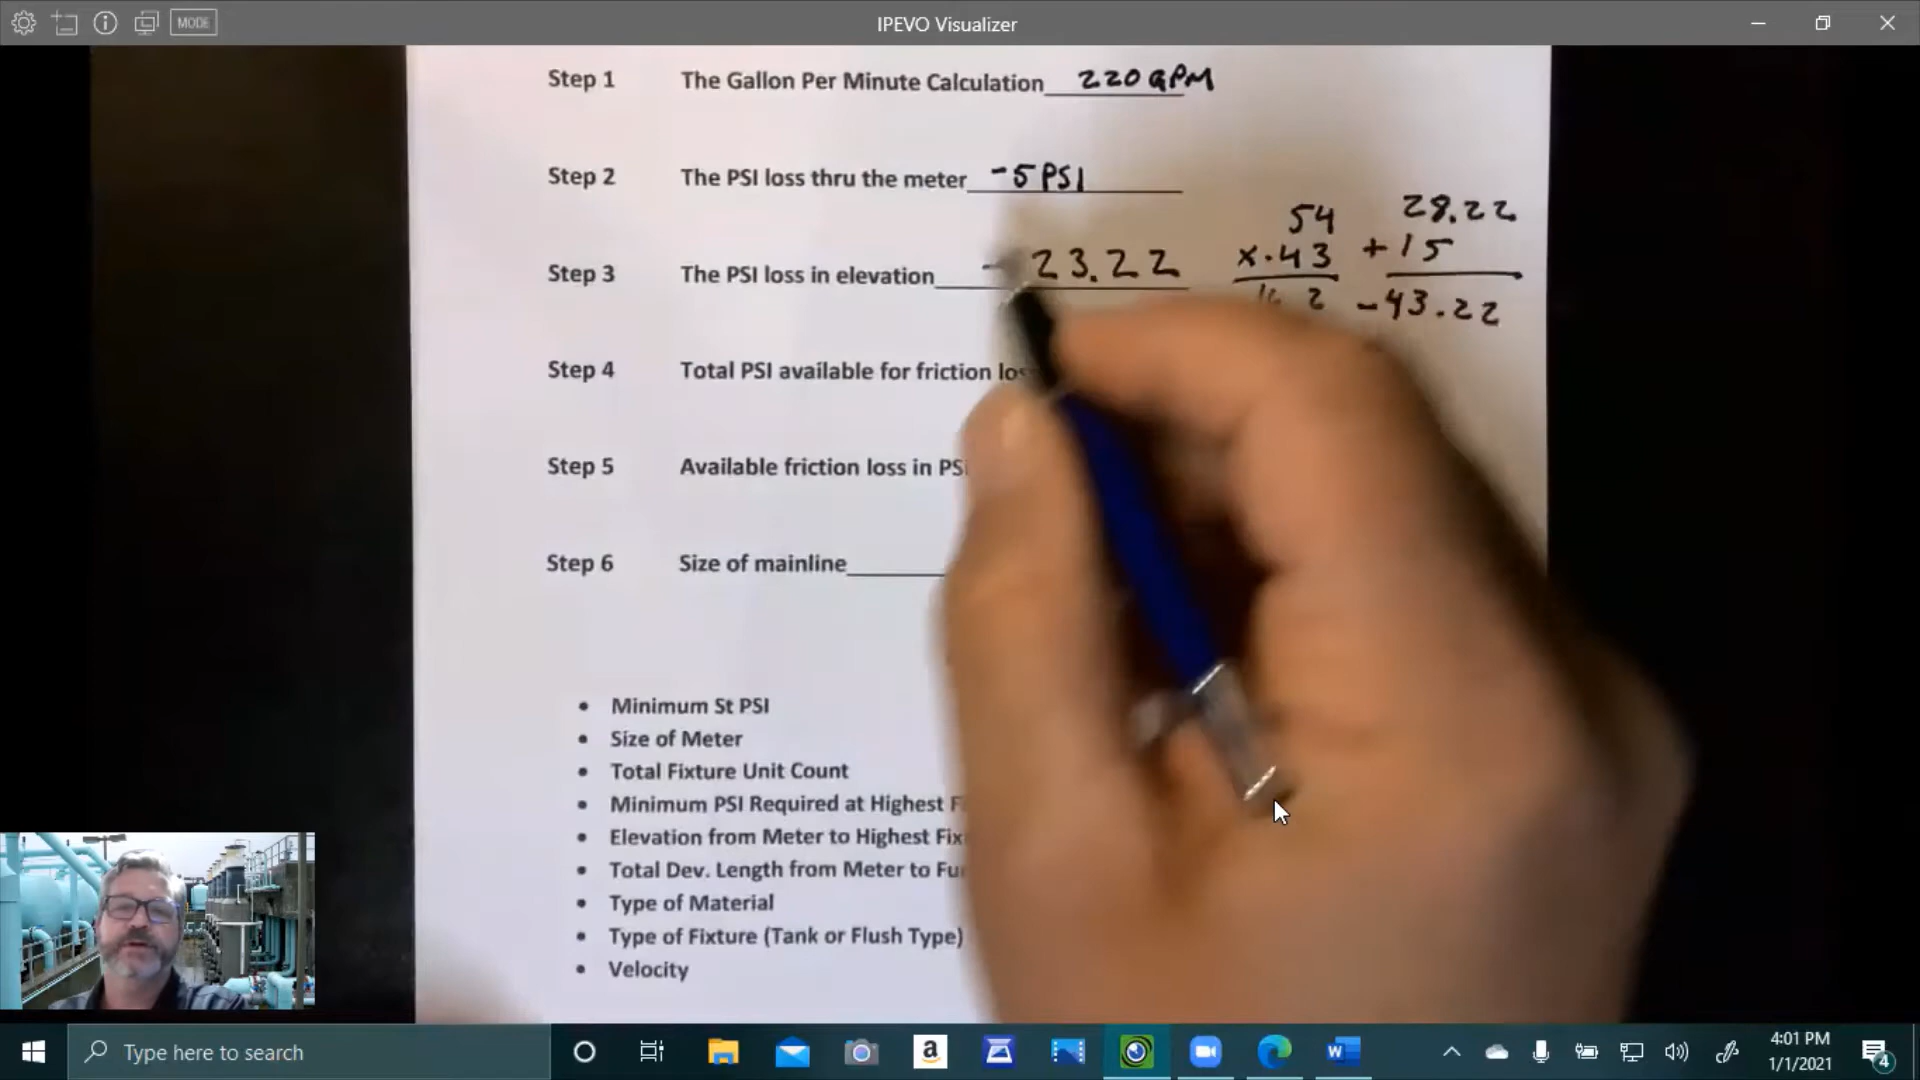 MODE
IPEVO Visualizer
Step 1 The Gallon Per Minute Calculation 220 GPM
Step 2 The PSI loss thru the meter -5 PSI
Step 3 The PSI loss in elevation - 23.22
54
x.43
2
28.22
+15
-43.22
Step 4 Total PSI available for friction
Step 5 Available friction loss in
Step 6 Size of mainline
• Minimum St PSI
• Size of Meter
• Total Fixture Unit Count
• Minimum PSI Required at Highest
• Elevation from Meter to Highest
• Total Dev. Length from Meter to
• Type of Material
• Type of Fixture (Tank or Flush Type)
• Velocity
Type here to search
4:01 PM
1/1/2021
4